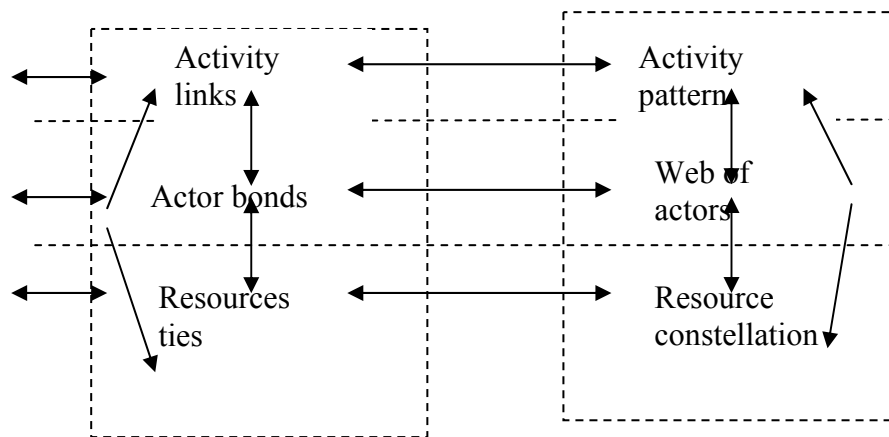 Activity
links
Activity
pattern
Actor bonds
Web of
actors
Resources
ties
Resource
constellation